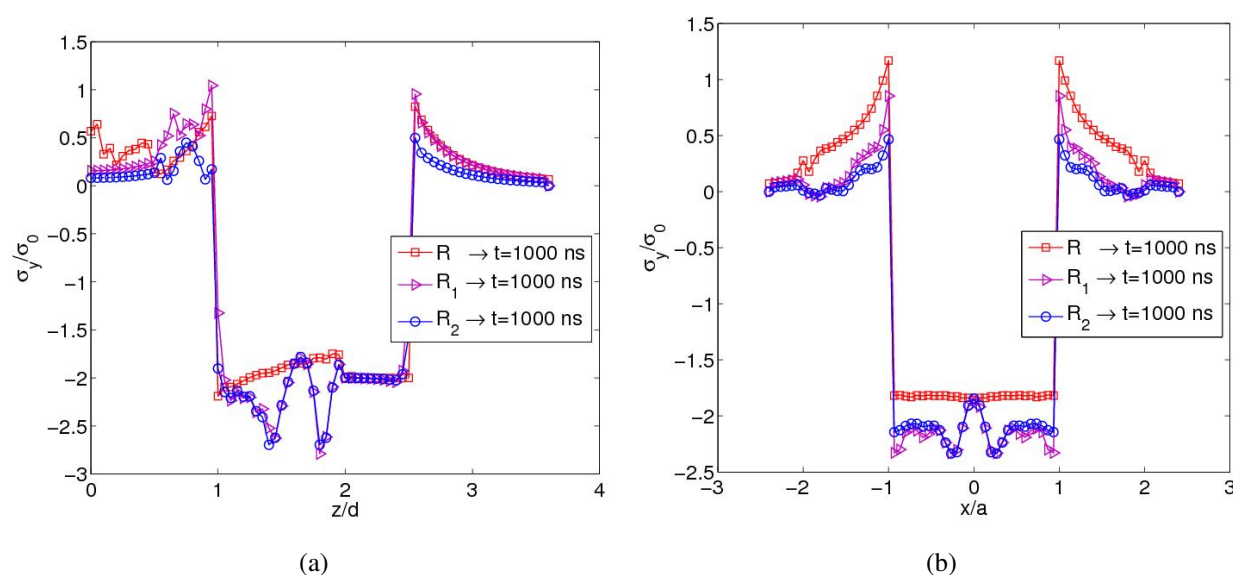 1.5
1
0.5
0
−0.5
−1
−1.5
−2
−2.5
−3
σy/σ0
R → t=1000 ns
R1 → t=1000 ns
R2 → t=1000 ns
0 1 2 3 4
z/d
(a)
1.5
1
0.5
0
−0.5
−1
−1.5
−2
−2.5
σy/σ0
R → t=1000 ns
R1 → t=1000 ns
R2 → t=1000 ns
−3 −2 −1 0 1 2 3
x/a
(b)